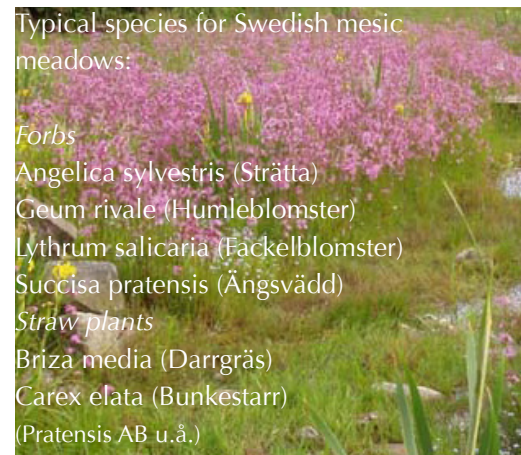 Typical species for Swedish mesic
meadows:
Forbs
Angelica sylvestris (Strätta)
Geum rivale (Humleblomster)
Lythrum salicaria (Fackelblomster)
Succisa pratensis (Ängsvädd)
Straw plants
Briza media (Darrgräs)
Carex elata (Bunkestarr)
(Pratensis AB u.å.)